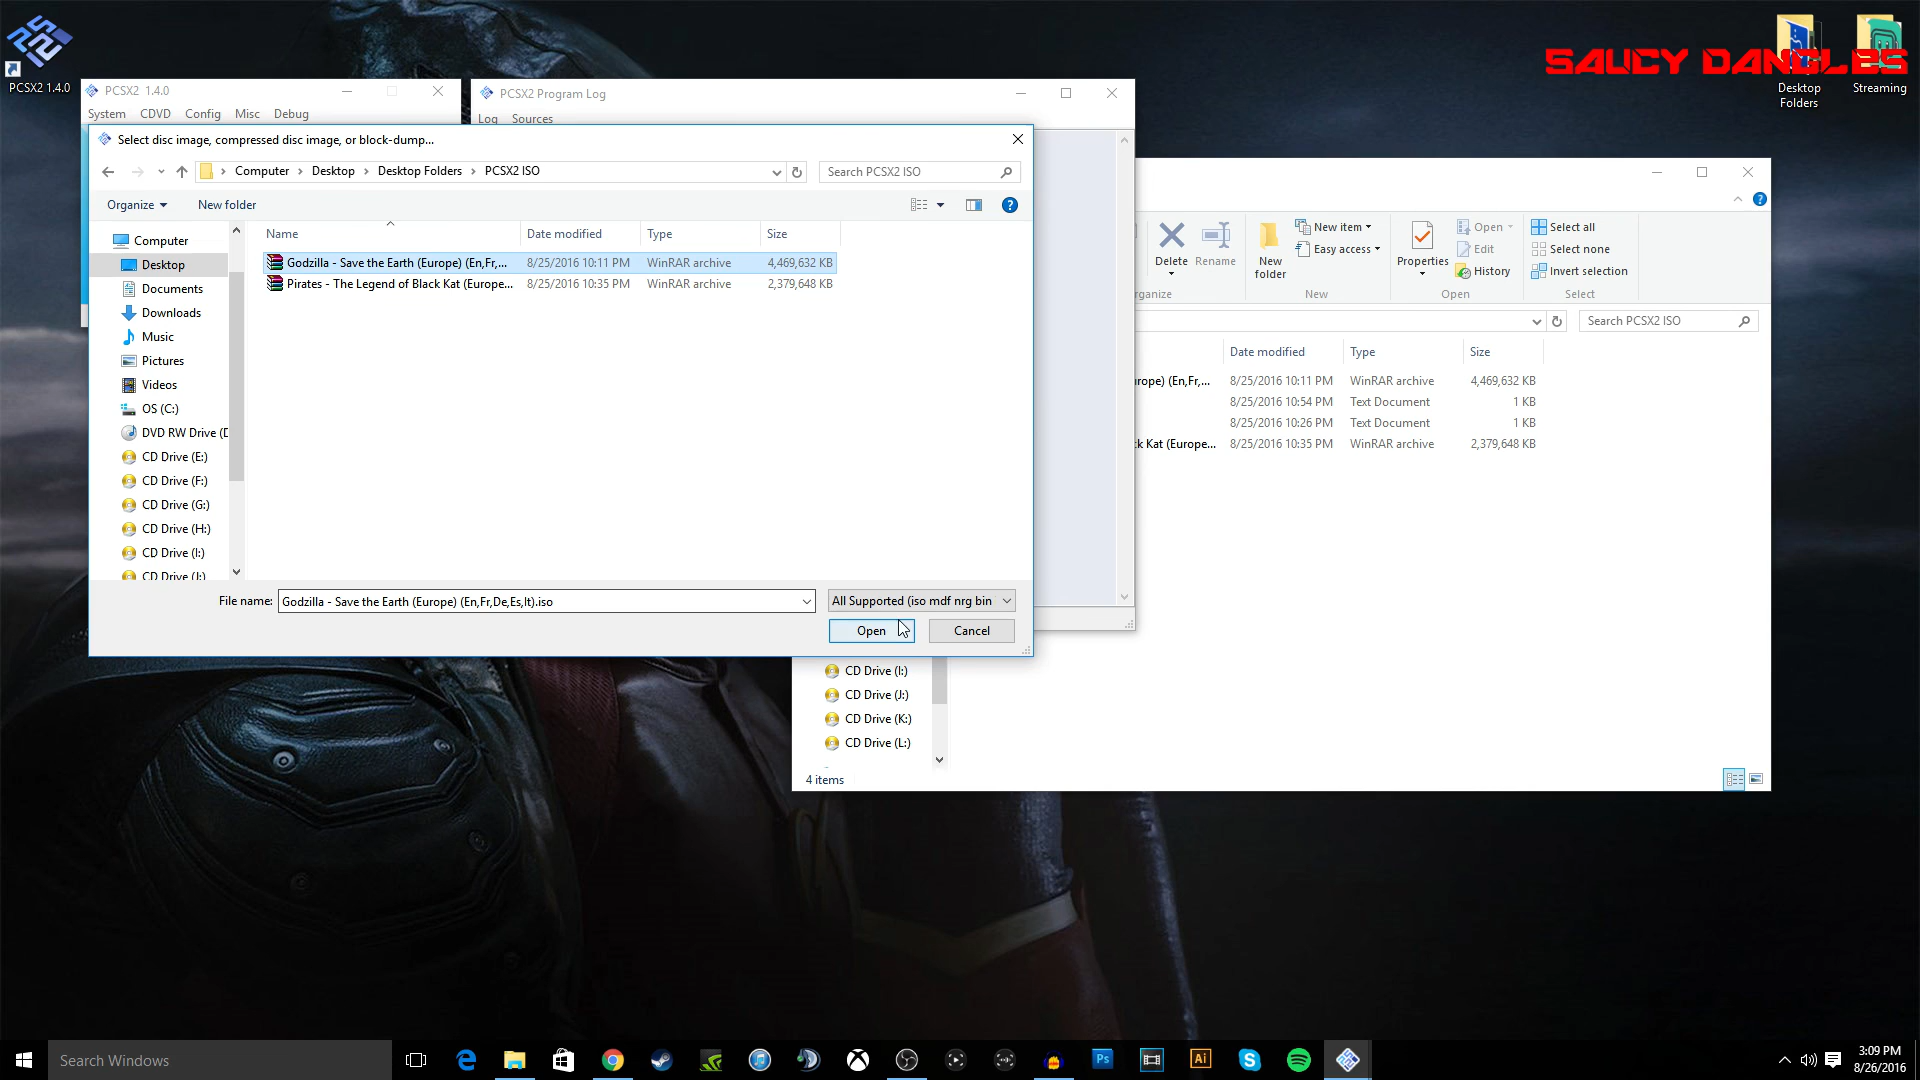 PCSX2 1.4.0
SAUCY DANGLES
Desktop
Folders
Streaming
PCSX2 1.4.0
System CDVD Config Misc Debug
PCSX2 Program Log
Log Sources
Select disc image, compressed disc image, or block-dump...
Computer Desktop Desktop Folders PCSX2 ISO
Search PCSX2 ISO
Organize New folder
Name Date modified Type Size
Godzilla - Save the Earth (Europe) (En,Fr,... 8/25/2016 10:11 PM WinRAR archive 4,469,632 KB
Pirates - The Legend of Black Kat (Europe... 8/25/2016 10:35 PM WinRAR archive 2,379,648 KB
Computer
Desktop
Documents
Downloads
Music
Pictures
Videos
OS (C:)
DVD RW Drive (D
CD Drive (E:)
CD Drive (F:)
CD Drive (G:)
CD Drive (H:)
CD Drive (I:)
CD Drive (J:)
File name: Godzilla - Save the Earth (Europe) (En,Fr,De,Es,It).iso
All Supported (iso mdf nrg bin
Open Cancel
Delete Rename
New
folder
New item
Easy access
Properties
Open
Edit
History
Select all
Select none
Invert selection
rganize New Open Select
Search PCSX2 ISO
Date modified Type Size
urope) (En,Fr,... 8/25/2016 10:11 PM WinRAR archive 4,469,632 KB
8/25/2016 10:54 PM Text Document 1 KB
8/25/2016 10:26 PM Text Document 1 KB
ck Kat (Europe... 8/25/2016 10:35 PM WinRAR archive 2,379,648 KB
CD Drive (I:)
CD Drive (J:)
CD Drive (K:)
CD Drive (L:)
4 items
Search Windows
Ps
Ai
3:09 PM
8/26/2016